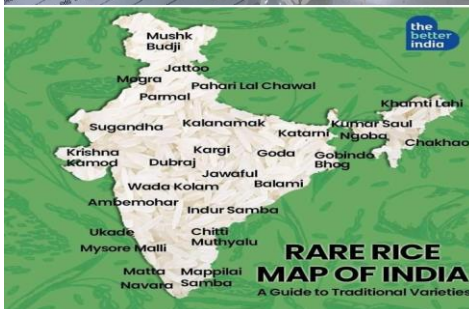 the
better
india
Mushk
Budji
Jattoo
Mogra
Pahari Lal Chawal
Parmal
Khamti Lahi
Sugandha
Kalanamak
Kumar Saul
Katarni
Ngoba
Chakhao
Krishna
Kamod
Kargi
Goda
Gobindo
Bhog
Dubraj
Jawaful
Wada Kolam
Balami
Ambemohar
Indur Samba
Ukade
Chitti
Muthyalu
Mysore Malli
Matta
Mappilai
Samba
Navara
RARE RICE
MAP OF INDIA
A Guide to Traditional Varieties